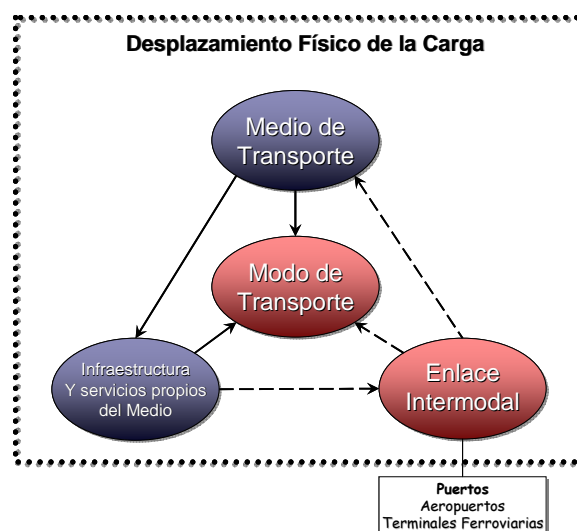 Desplazamiento Físico de la Carga
Medio de
Transporte
Modo de
Transporte
Infraestructura
Y servicios propios
del Medio
Enlace
Intermodal
Puertos
Aeropuertos
Terminales Ferroviarias